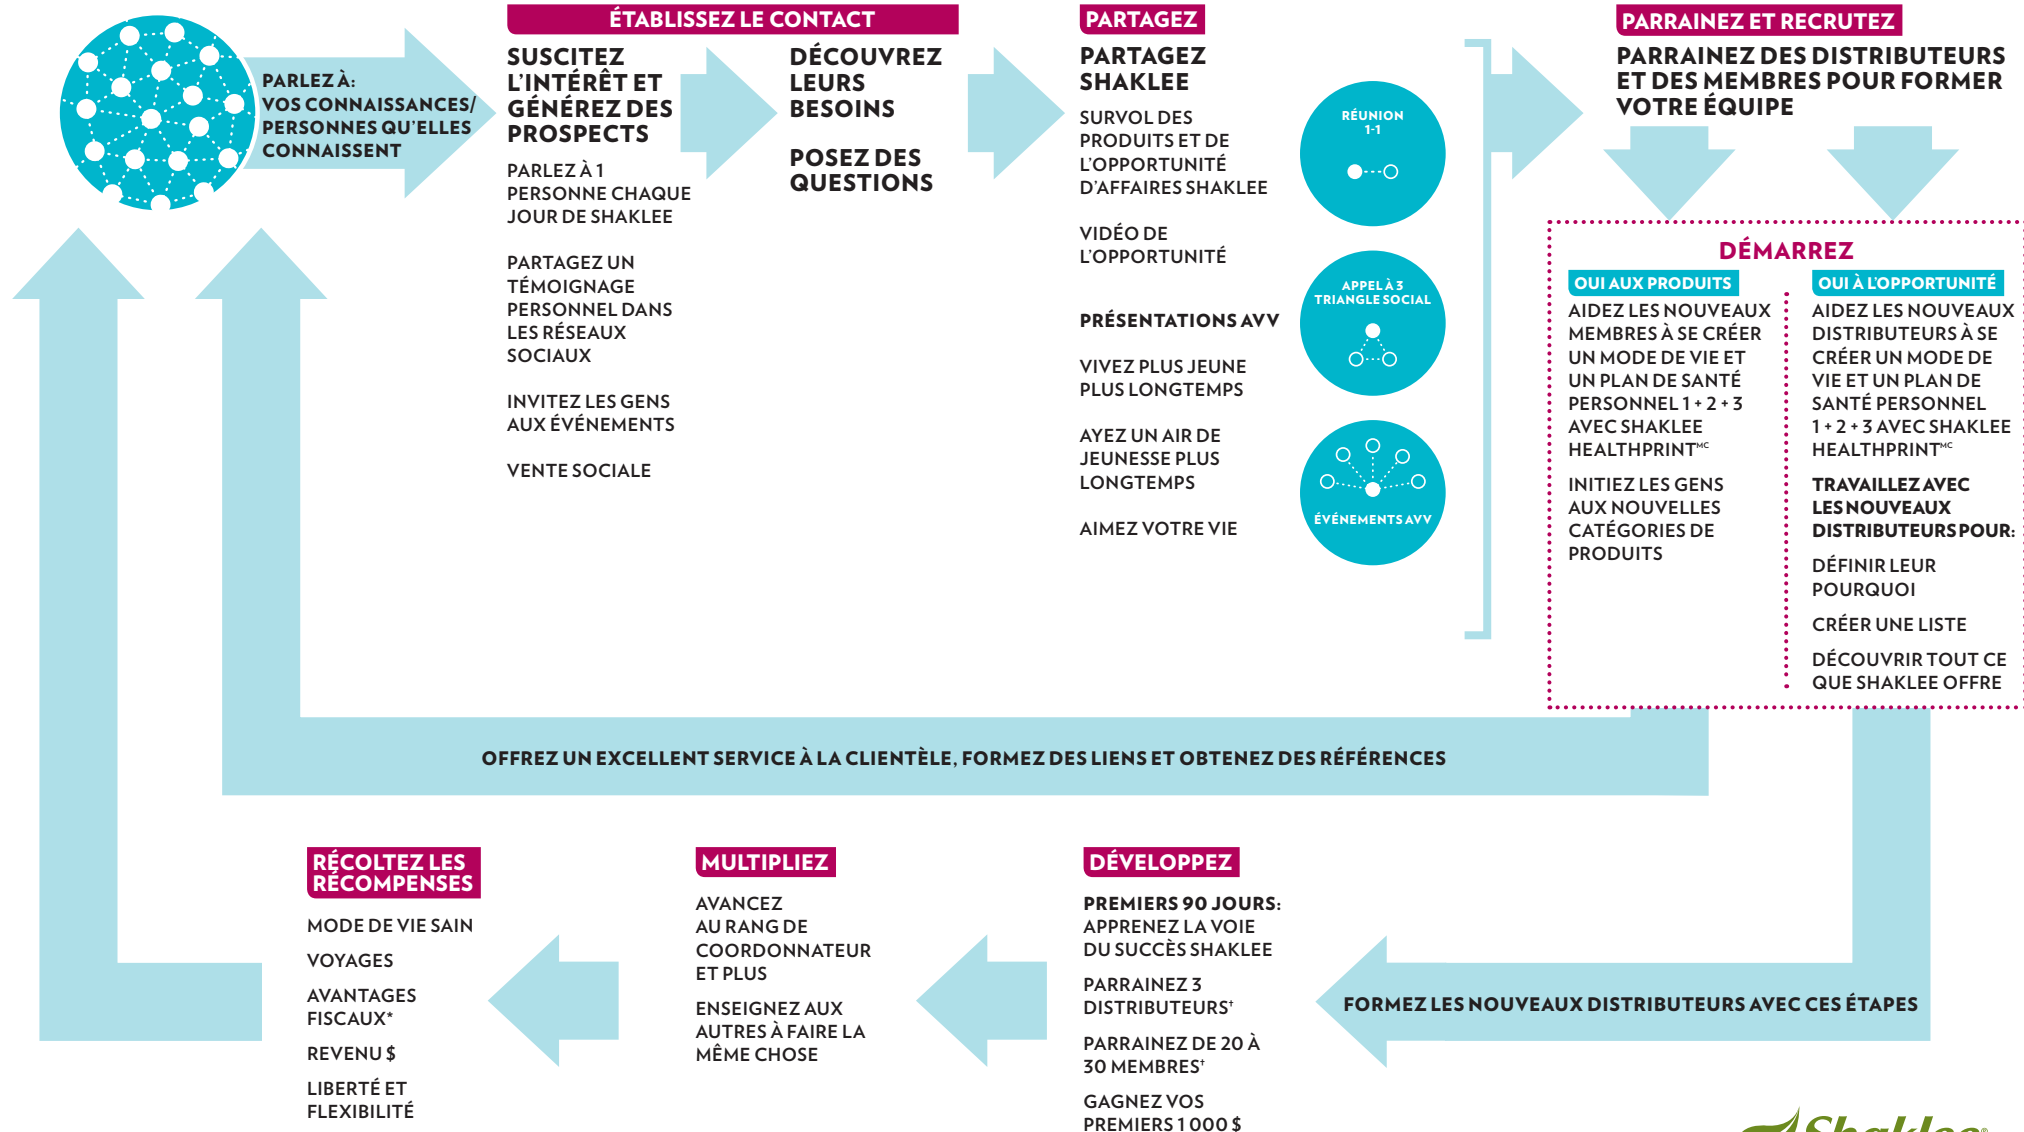 PARLEZ À:
VOS CONNAISSANCES/
PERSONNES QU'ELLES
CONNAISSENT
ÉTABLISSEZ LE CONTACT
SUSCITEZ
L'INTÉRÊT ET
GÉNÉREZ DES
PROSPECTS
PARLEZ À 1
PERSONNE CHAQUE
JOUR DE SHAKLEE
PARTAGEZ UN
TÉMOIGNAGE
PERSONNEL DANS
LES RÉSEAUX
SOCIAUX
INVITEZ LES GENS
AUX ÉVÉNEMENTS
VENTE SOCIALE
DÉCOUVREZ
LEURS
BESOINS
POSEZ DES
QUESTIONS
PARTAGEZ
PARTAGEZ
SHAKLEE
SURVOL DES
PRODUITS ET DE
L'OPPORTUNITÉ
D'AFFAIRES SHAKLEE
VIDÉO DE
L'OPPORTUNITÉ
PRÉSENTATIONS AVV
VIVEZ PLUS JEUNE
PLUS LONGTEMPS
AYEZ UN AIR DE
JEUNESSE PLUS
LONGTEMPS
AIMEZ VOTRE VIE
RÉUNION
1-1
APPEL À 3
TRIANGLE SOCIAL
ÉVÉNEMENTS AVV
PARRAINEZ ET RECRUTEZ
PARRAINEZ DES DISTRIBUTEURS
ET DES MEMBRES POUR FORMER
VOTRE ÉQUIPE
DÉMARREZ
OUI AUX PRODUITS
AIDEZ LES NOUVEAUX
MEMBRES À SE CRÉER
UN MODE DE VIE ET
UN PLAN DE SANTÉ
PERSONNEL 1 + 2 + 3
AVEC SHAKLEE
HEALTHPRINT MC
INITIEZ LES GENS
AUX NOUVELLES
CATÉGORIES DE
PRODUITS
OUI À L'OPPORTUNITÉ
AIDEZ LES NOUVEAUX
DISTRIBUTEURS À SE
CRÉER UN MODE DE
VIE ET UN PLAN DE
SANTÉ PERSONNEL
1 + 2 + 3 AVEC SHAKLEE
HEALTHPRINT MC
TRAVAILLEZ AVEC
LES NOUVEAUX
DISTRIBUTEURS POUR:
DÉFINIR LEUR
POURQUOI
CRÉER UNE LISTE
DÉCOUVRIR TOUT CE
QUE SHAKLEE OFFRE
OFFREZ UN EXCELLENT SERVICE À LA CLIENTÈLE, FORMEZ DES LIENS ET OBTENEZ DES RÉFÉRENCES
RÉCOLTEZ LES
RÉCOMPENSES
MODE DE VIE SAIN
VOYAGES
AVANTAGES
FISCAUX*
REVENU $
LIBERTÉ ET
FLEXIBILITÉ
MULTIPLIEZ
AVANCEZ
AU RANG DE
COORDONNATEUR
ET PLUS
ENSEIGNEZ AUX
AUTRES À FAIRE LA
MÊME CHOSE
DÉVELOPPEZ
PREMIERS 90 JOURS:
APPRENEZ LA VOIE
DU SUCCÈS SHAKLEE
PARRAINEZ 3
DISTRIBUTEURS†
PARRAINEZ DE 20 À
30 MEMBRES†
GAGNEZ VOS
PREMIERS 1 000 $
FORMEZ LES NOUVEAUX DISTRIBUTEURS AVEC CES ÉTAPES
Shaklee®